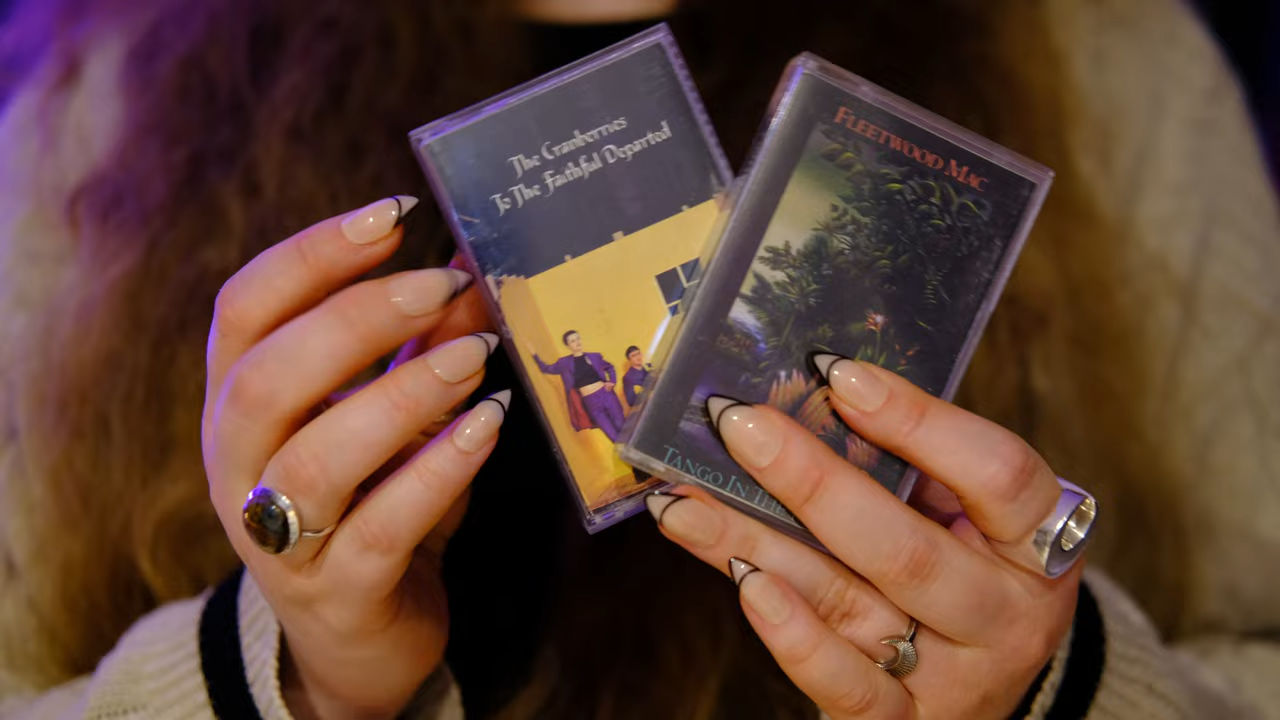 The Cranberries
To The Faithful Departed
FLEETWOOD MAC
TANGO IN THE